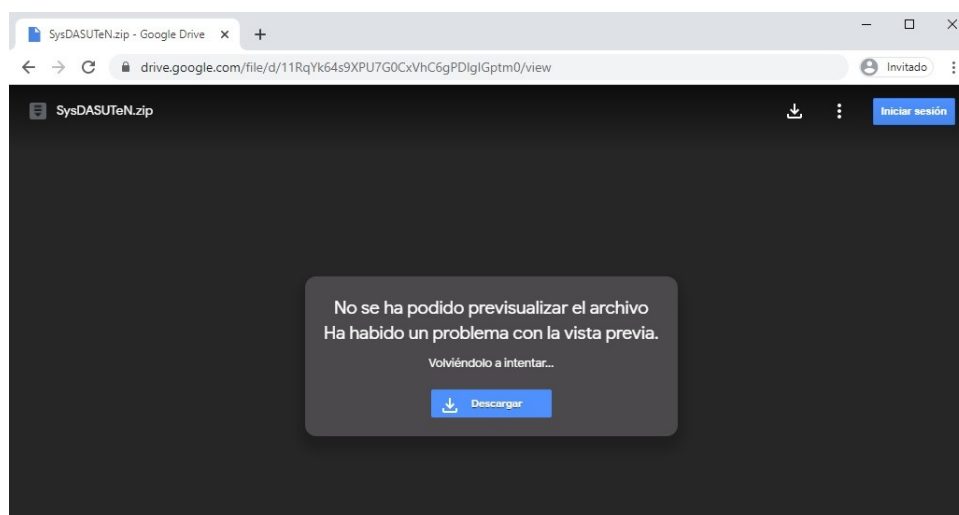 SysDASUTeN.zip - Google Drive
drive.google.com/file/d/11RqYk64s9XPU7G0CxVhC6gPDIgIGptm0/view
Invitado
SysDASUTeN.zip
Iniciar sesión
No se ha podido previsualizar el archivo
Ha habido un problema con la vista previa.
Volviéndolo a intentar...
Descargar